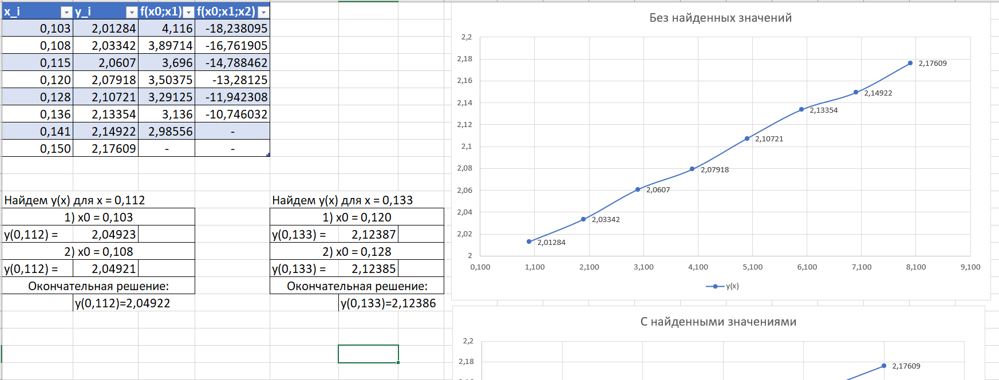 x_i y_i f(x0;x1) f(x0;x1;x2)
0,103 2,01284 4,116 -18,238095
0,108 2,03342 3,89714 -16,761905
0,115 2,0607 3,696 -14,788462
0,120 2,07918 3,50375 -13,28125
0,128 2,10721 3,29125 -11,942308
0,136 2,13354 3,136 -10,746032
0,141 2,14922 2,98556 -
0,150 2,17609 - -
Найдем y(x) для x = 0,112
1) x0 = 0,103
y(0,112) = 2,04923
2) x0 = 0,108
y(0,112) = 2,04921
Окончательная решение:
y(0,112)=2,04922
Найдем y(x) для x = 0,133
1) x0 = 0,120
y(0,133) = 2,12387
2) x0 = 0,128
y(0,133) = 2,12385
Окончательная решение:
y(0,133)=2,12386
Без найденных значений
2,2
2,18
2,16
2,14
2,12
2,1
2,08
2,06
2,04
2,02
2
2,17609
2,14922
2,13354
2,10721
2,07918
2,0607
2,03342
2,01284
0,100 1,100 2,100 3,100 4,100 5,100 6,100 7,100 8,100 9,100
y(x)
С найденными значениями
2,2
2,18
2,17609